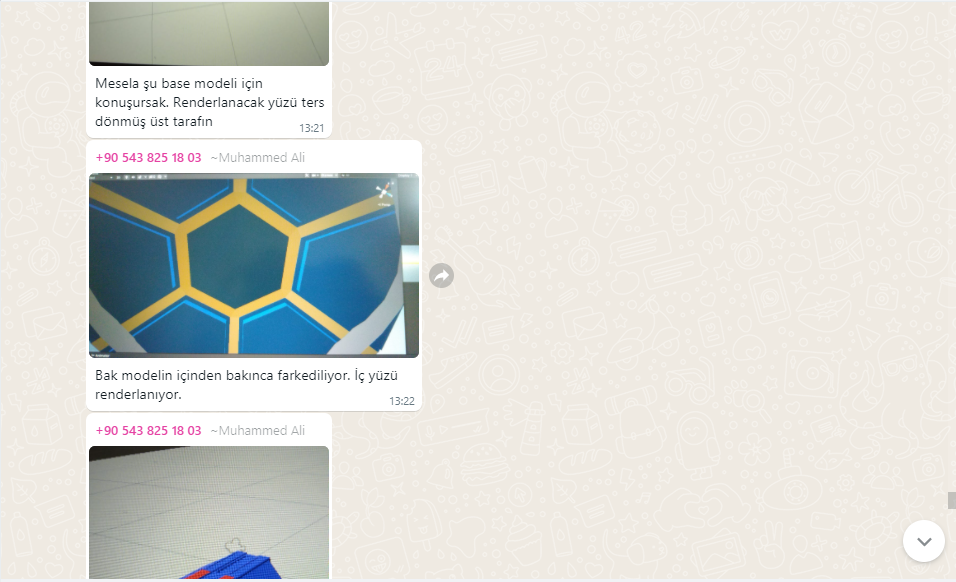 Mesela şu base modeli için
konuşursak. Renderlanacak yüzü ters
dönmüş üst tarafın
13:21
+90 543 825 18 03 ~Muhammed Ali
Bak modelin içinden bakınca farkediliyor. İç yüzü
renderlanıyor.
13:22
+90 543 825 18 03 ~Muhammed Ali